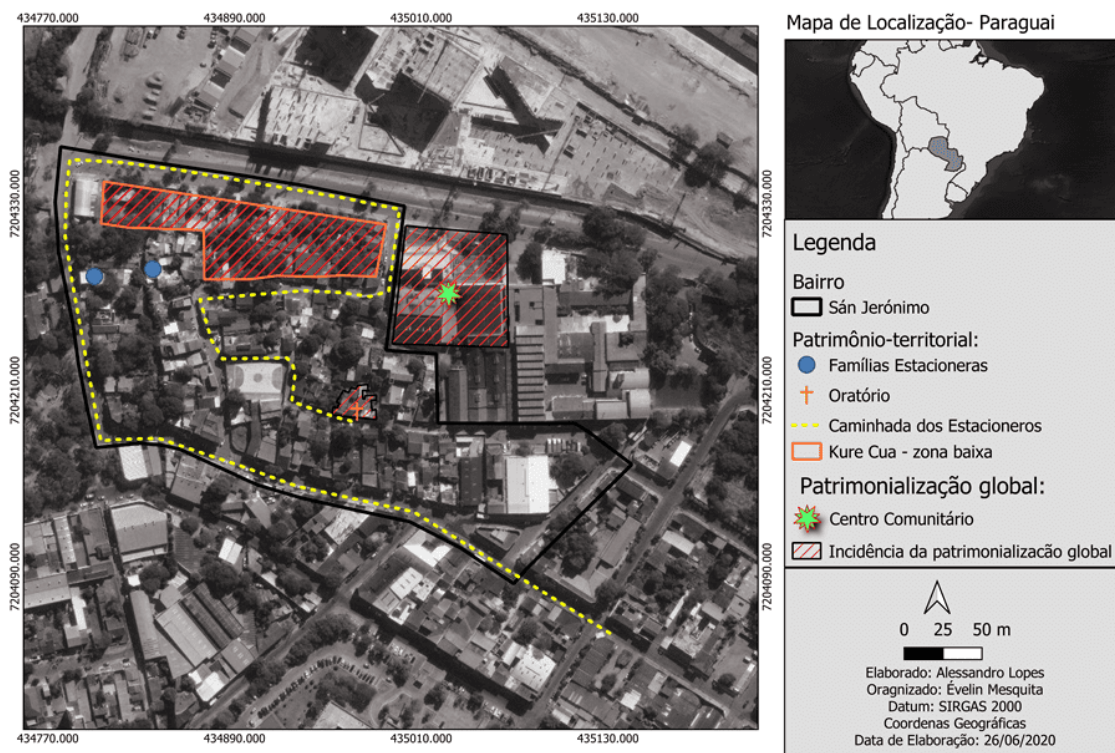 434770.000 434890.000 435010.000 435130.000
7204330.000
7204210.000
7204090.000
7204330.000
7204210.000
7204090.000
434770.000 434890.000 435010.000 435130.000
Mapa de Localização- Paraguai
Legenda
Bairro
Sán Jerónimo
Patrimônio-territorial:
Famílias Estacioneras
Oratório
Caminhada dos Estacioneros
Kure Cua - zona baixa
Patrimonialização global:
Centro Comunitário
Incidência da patrimonializacão global
0 25 50 m
Elaborado: Alessandro Lopes
Oragnizado: Évelin Mesquita
Datum: SIRGAS 2000
Coordenas Geográficas
Data de Elaboração: 26/06/2020